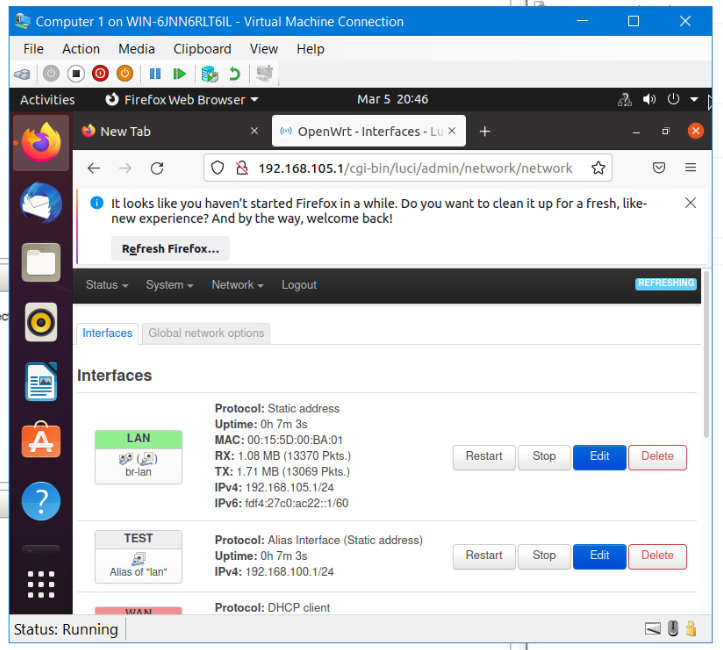 Computer 1 on WIN-6JNN6RLT6IL - Virtual Machine Connection
File Action Media Clipboard View Help
Activities Firefox Web Browser Mar 5 20:46
New Tab OpenWrt - Interfaces - Lu
192.168.105.1/cgi-bin/luci/admin/network/network
It looks like you haven't started Firefox in a while. Do you want to clean it up for a fresh, like-
new experience? And by the way, welcome back!
Refresh Firefox...
Status System Network Logout REFRESHING
Interfaces Global network options
Interfaces
LAN
br-lan
Protocol: Static address
Uptime: 0h 7m 3s
MAC: 00:15:5D:00:BA:01
RX: 1.08 MB (13370 Pkts.)
TX: 1.71 MB (13069 Pkts.)
IPv4: 192.168.105.1/24
IPv6: fdf4:27c0:ac22::1/60
Restart Stop Edit Delete
TEST
Alias of "lan"
Protocol: Alias Interface (Static address)
Uptime: 0h 7m 3s
IPv4: 192.168.100.1/24
Restart Stop Edit Delete
WAN
Protocol: DHCP client
Status: Running